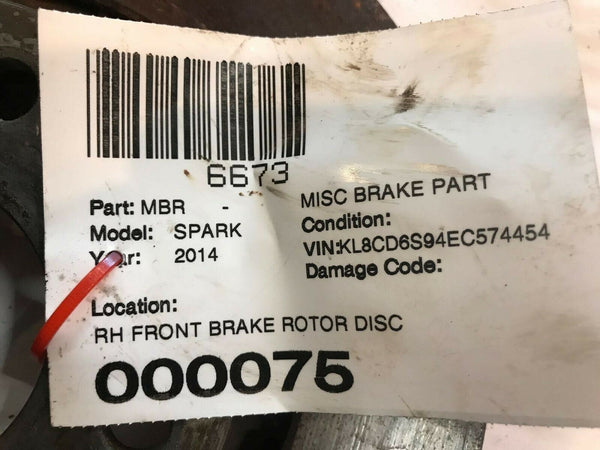 6673
Part: MBR -
MISC BRAKE PART
Model: SPARK
Condition:
Year: 2014
VIN:KL8CD6S94EC574454
Damage Code:
Location:
RH FRONT BRAKE ROTOR DISC
000075